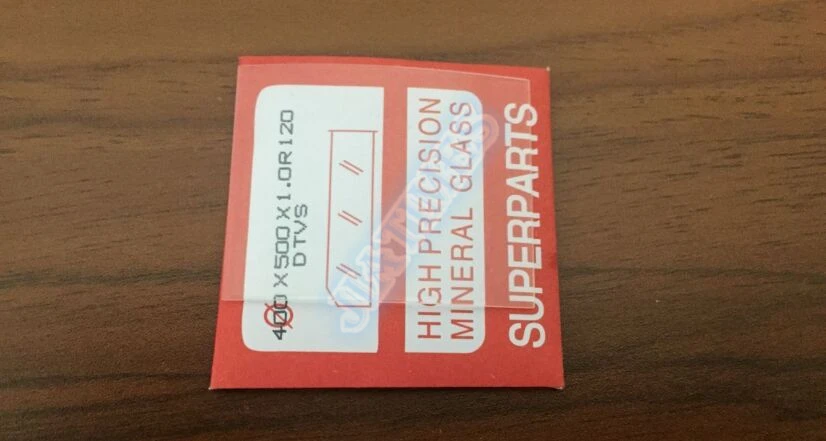 400 X 500 X 1.0R120
DTVS
HIGH PRECISION
MINERAL GLASS
SUPERPARTS